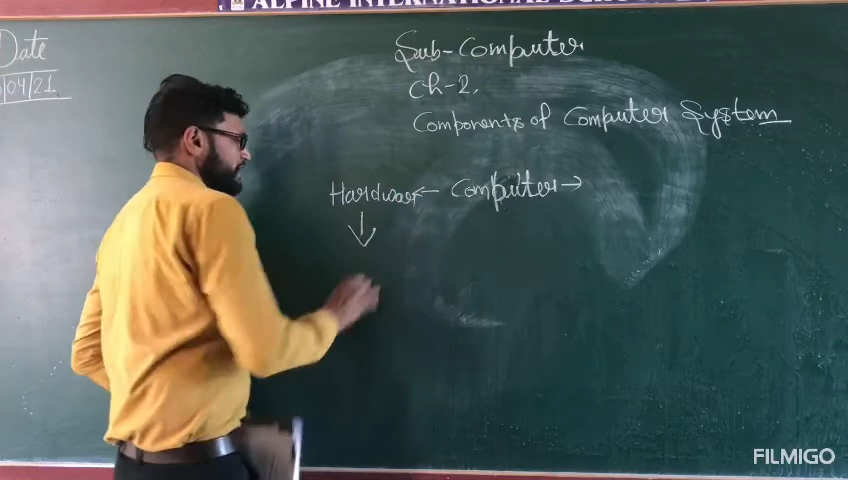 ALPINE INTERNATIONAL
Date
/04/21
Sub-Computer
Ch-2,
Components of Computer System
Hardware ← Computer →
FILMIGO